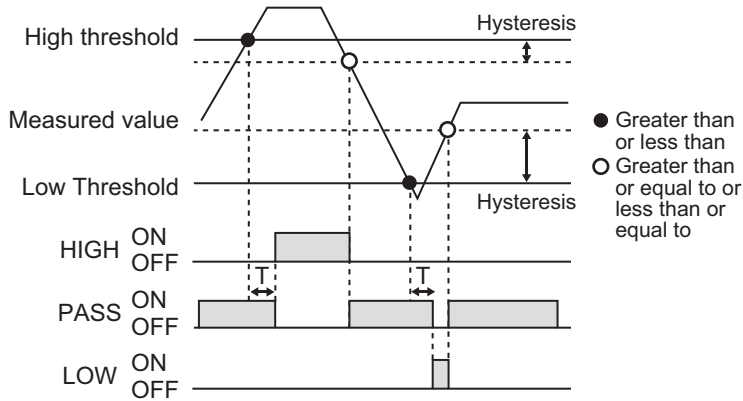 Hysteresis
High threshold
Measured value
Low Threshold
Hysteresis
Greater than
or less than
Greater than
or equal to or
less than or
equal to
HIGH ON
OFF
T
T
PASS ON
OFF
LOW ON
OFF